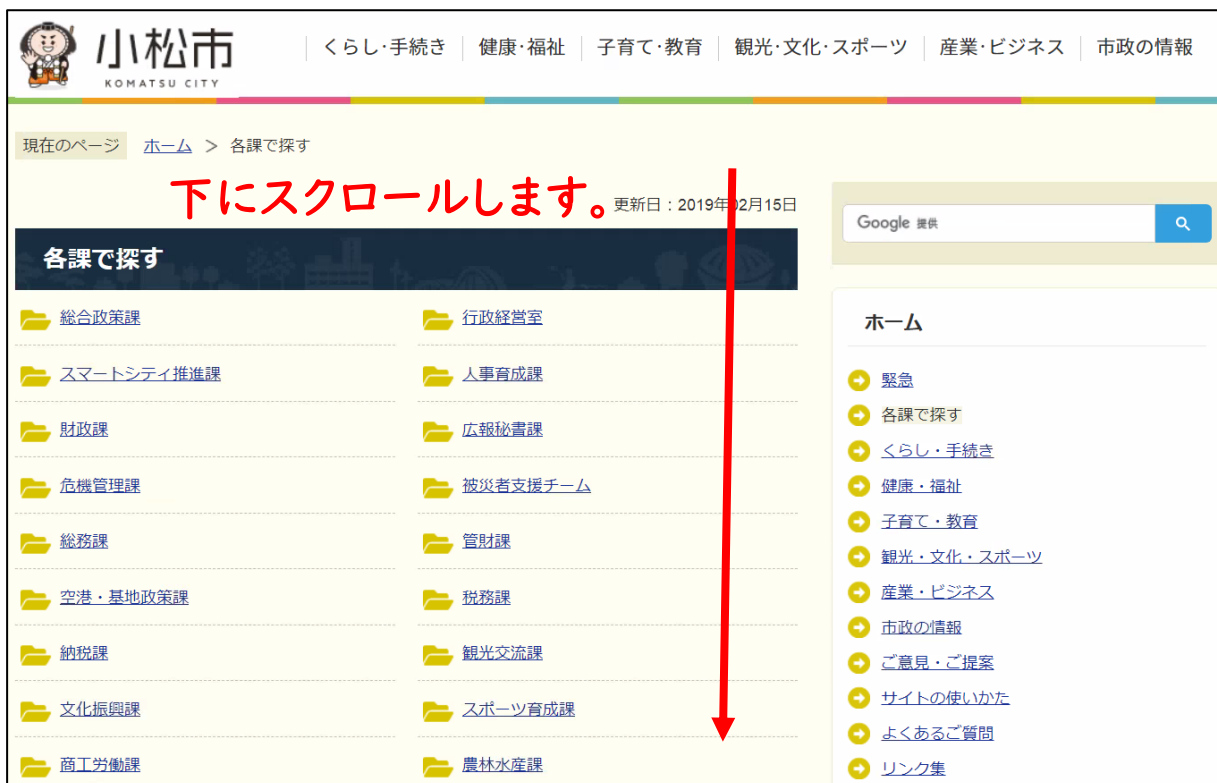 小松市
KOMATSU CITY
くらし・手続き 健康・福祉 子育て・教育 観光・文化・スポーツ 産業・ビジネス 市政の情報
現在のページ ホーム > 各課で探す
下にスクロールします。
更新日：2019年02月15日
Google 提供
各課で探す
総合政策課 行政経営室
スマートシティ推進課 人事育成課
財政課 広報秘書課
危機管理課 被災者支援チーム
総務課 管財課
空港・基地政策課 税務課
納税課 観光交流課
文化振興課 スポーツ育成課
商工労働課 農林水産課
ホーム
緊急
各課で探す
くらし・手続き
健康・福祉
子育て・教育
観光・文化・スポーツ
産業・ビジネス
市政の情報
ご意見・ご提案
サイトの使いかた
よくあるご質問
リンク集